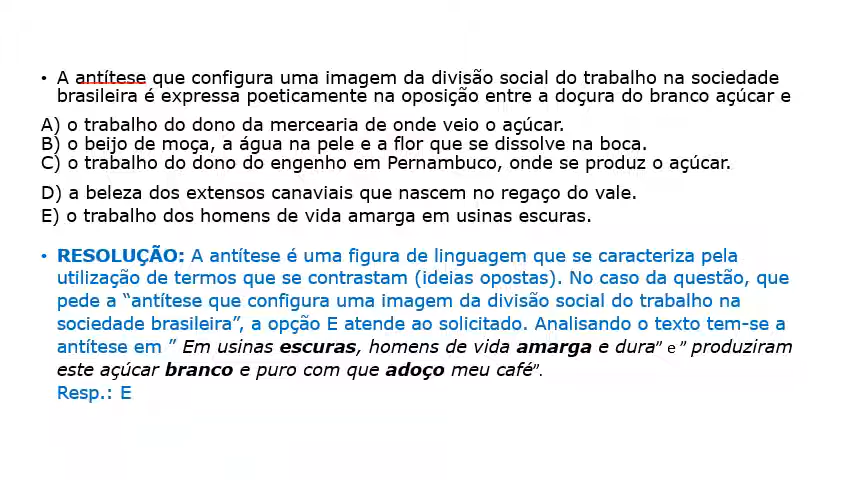 • A antítese que configura uma imagem da divisão social do trabalho na sociedade
brasileira é expressa poeticamente na oposição entre a doçura do branco açúcar e
A) o trabalho do dono da mercearia de onde veio o açúcar.
B) o beijo de moça, a água na pele e a flor que se dissolve na boca.
C) o trabalho do dono do engenho em Pernambuco, onde se produz o açúcar.
D) a beleza dos extensos canaviais que nascem no regaço do vale.
E) o trabalho dos homens de vida amarga em usinas escuras.
• RESOLUÇÃO: A antítese é uma figura de linguagem que se caracteriza pela
utilização de termos que se contrastam (ideias opostas). No caso da questão, que
pede a “antítese que configura uma imagem da divisão social do trabalho na
sociedade brasileira”, a opção E atende ao solicitado. Analisando o texto tem-se a
antítese em ” Em usinas escuras, homens de vida amarga e dura” e ” produziram
este açúcar branco e puro com que adoço meu café”.
Resp.: E